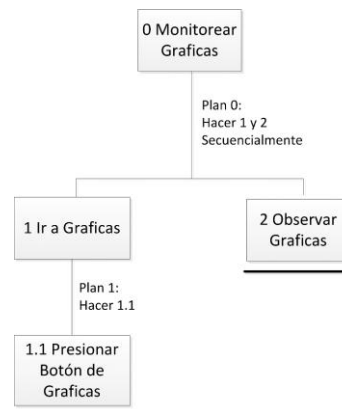 0 Monitorear
Graficas
Plan 0:
Hacer 1 y 2
Secuencialmente
1 Ir a Graficas
2 Observar
Graficas
Plan 1:
Hacer 1.1
1.1 Presionar
Botón de
Graficas